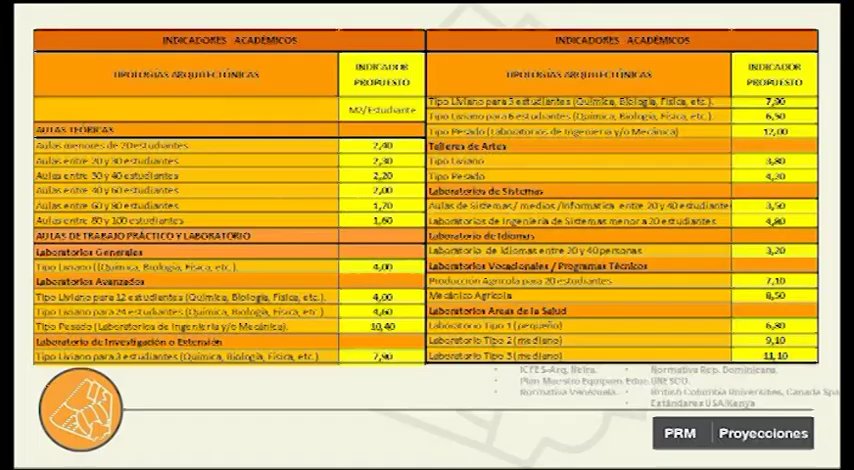 INDICADORES ACADÉMICOS
TIPOLOGÍAS ARQUITECTÓNICAS
INDICADOR PROPUESTO
M2/Estudiante
AULAS TEÓRICAS
Aulas menores de 20 estudiantes 2,40
Aulas entre 20 y 30 estudiantes 2,30
Aulas entre 30 y 40 estudiantes 2,20
Aulas entre 40 y 60 estudiantes 2,00
Aulas entre 60 y 80 estudiantes 1,70
Aulas entre 80 y 100 estudiantes 1,60
AULAS DE TRABAJO PRÁCTICO Y LABORATORIO
Laboratorios Generales
Tipo Liviano (Química, Biología, Física, etc.). 4,00
Laboratorios Avanzados
Tipo Liviano para 12 estudiantes (Química, Biología, Física, etc.). 4,00
Tipo Liviano para 24 estudiantes (Química, Biología, Física, etc.) 4,60
Tipo Pesado (Laboratorios de Ingeniería y/o Mecánica). 10,40
Laboratorio de Investigación o Extensión
Tipo Liviano para 3 estudiantes (Química, Biología, Física, etc.) 7,90
INDICADORES ACADÉMICOS
TIPOLOGÍAS ARQUITECTÓNICAS
INDICADOR PROPUESTO
Tipo Liviano para 3 estudiantes (Química, Biología, Física, etc.). 7,90
Tipo Liviano para 6 estudiantes (Química, Biología, Física, etc.). 6,50
Tipo Pesado (Laboratorios de Ingeniería y/o Mecánica) 12,00
Talleres de Artes
Tipo Liviano 3,80
Tipo Pesado 4,20
Laboratorios de Sistemas
Aulas de Sistemas/ medios /Informatica entre 20 y 40 estudiantes 3,50
Laboratorios de Ingeniería de Sistemas menor a 20 estudiantes 4,80
Laboratorio de Idiomas
Laboratorio de Idiomas entre 20 y 40 personas 3,20
Laboratorios Vocacionales / Programas Técnicos
Producción Agrícola para 20 estudiantes 7,10
Mecánica Agrícola 8,50
Laboratorios Areas de la Salud
Laboratorio Tipo 1 (pequeño) 6,80
Laboratorio Tipo 2 (mediano) 9,10
Laboratorio Tipo 3 (mediano) 11,10
• ICFES-Arq. Neira.
• Plan Maestro Equipam. Educ.
• Normativa Venezuela.
• Normativa Rep. Dominicana.
UNESCO.
• British Columbia Universities, Canada Spa
• Estándares USA/Kenya
PRM Proyecciones